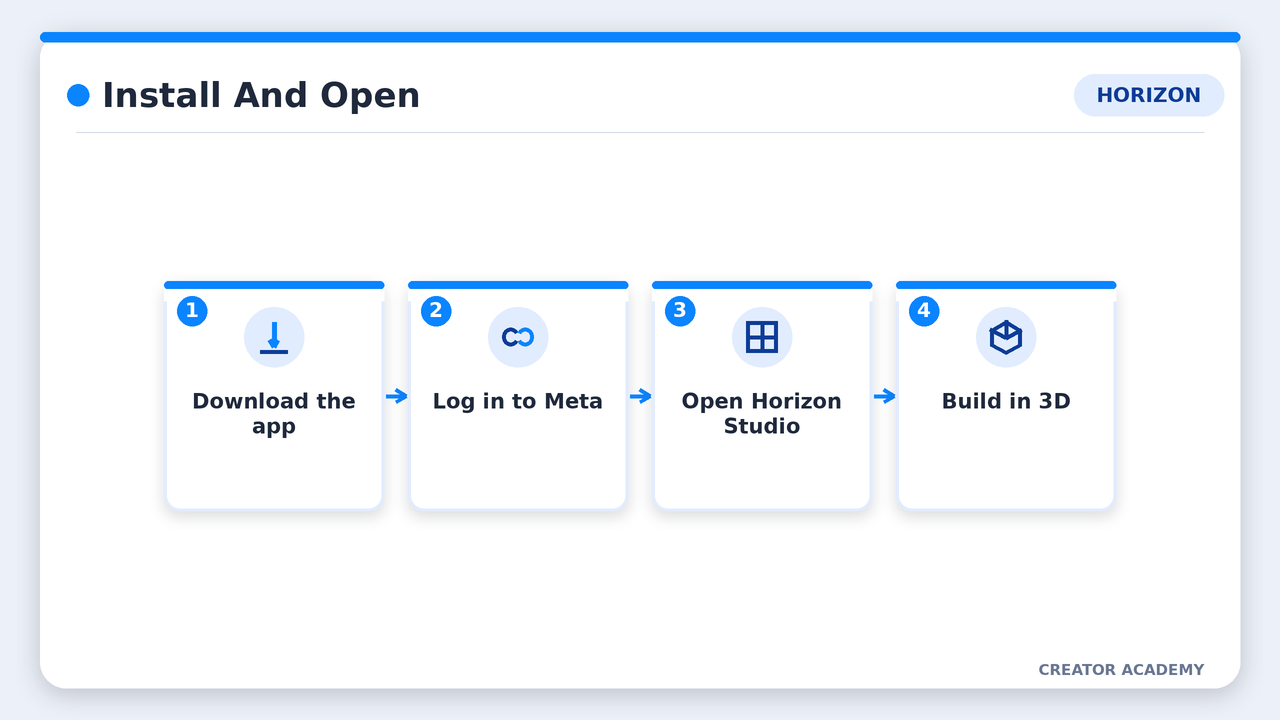 Install And Open
HORIZON
1
Download the
app
2
Log in to Meta
3
Open Horizon
Studio
4
Build in 3D
CREATOR ACADEMY